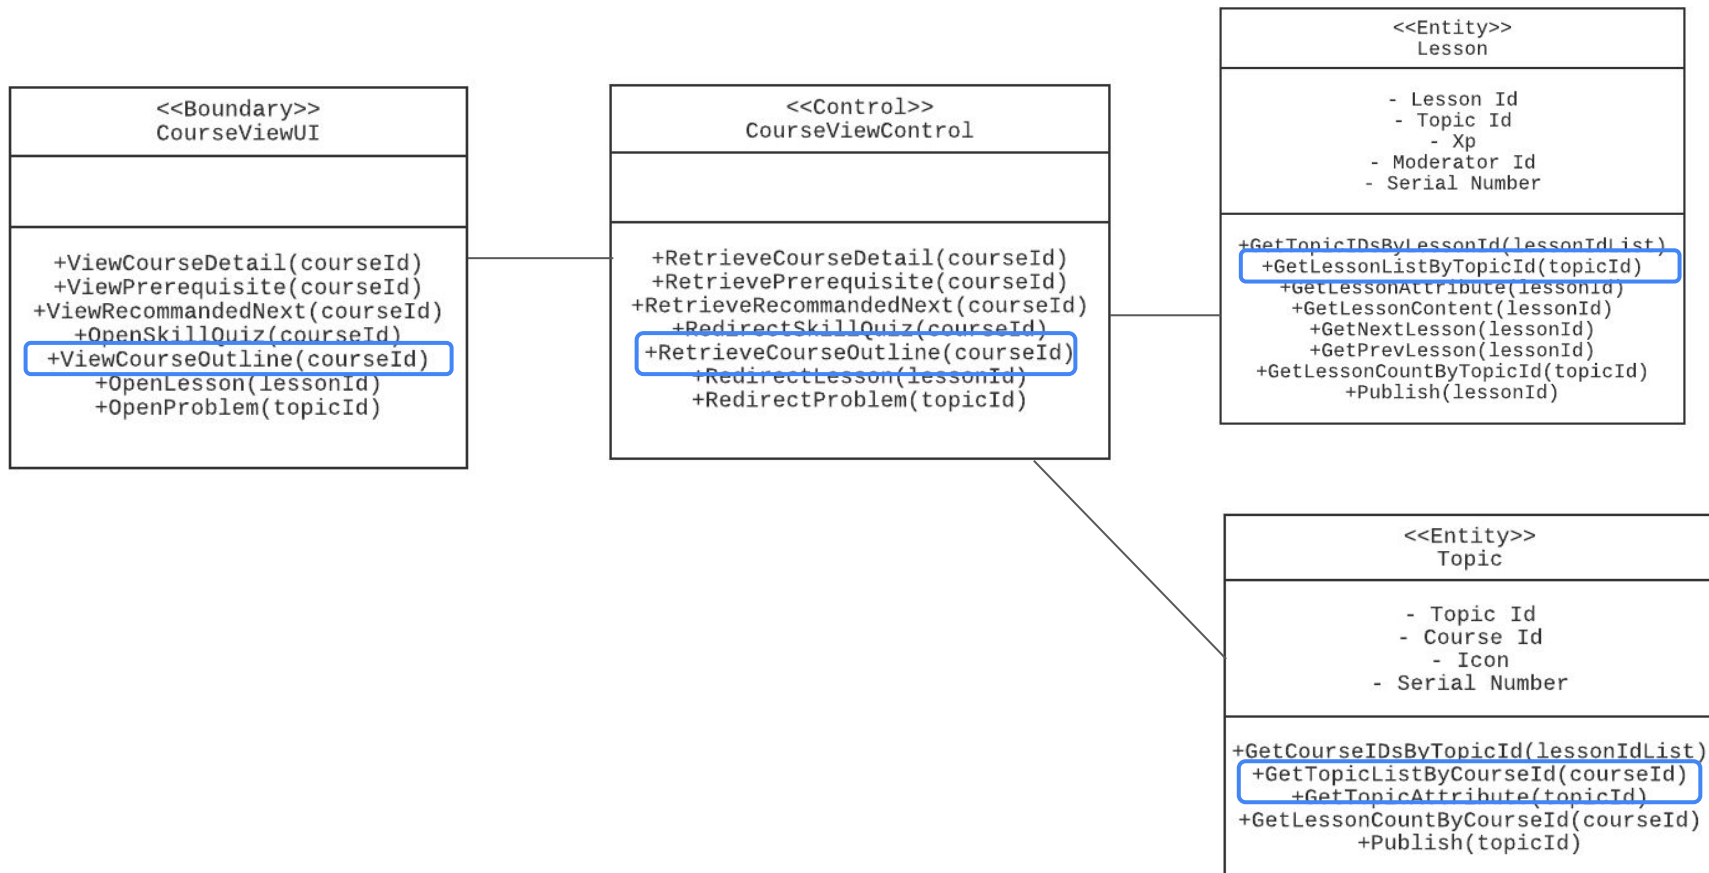 <<Boundary>>
CourseViewUI
+ViewCourseDetail(courseId)
+ViewPrerequisite(courseId)
+ViewRecommandedNext(courseId)
+OpenSkillQuiz(courseId)
+ViewCourseOutline(courseId)
+OpenLesson(lessonId)
+OpenProblem(topicId)
<<Control>>
CourseViewControl
+RetrieveCourseDetail(courseId)
+RetrievePrerequisite(courseId)
+RetrieveRecommandedNext(courseId)
+RedirectSkillQuiz(courseId)
+RetrieveCourseOutline(courseId)
+RedirectLesson(lessonId)
+RedirectProblem(topicId)
<<Entity>>
Lesson
- Lesson Id
- Topic Id
- Xp
- Moderator Id
- Serial Number
+GetTopicIDsByLessonId(lessonIdList)
+GetLessonListByTopicId(topicId)
+GetLessonAttribute(lessonId)
+GetLessonContent(lessonId)
+GetNextLesson(lessonId)
+GetPrevLesson(lessonId)
+GetLessonCountByTopicId(topicId)
+Publish(lessonId)
<<Entity>>
Topic
- Topic Id
- Course Id
- Icon
- Serial Number
+GetCourseIDsByTopicId(lessonIdList)
+GetTopicListByCourseId(courseId)
+GetTopicAttribute(topicId)
+GetLessonCountByCourseId(courseId)
+Publish(topicId)